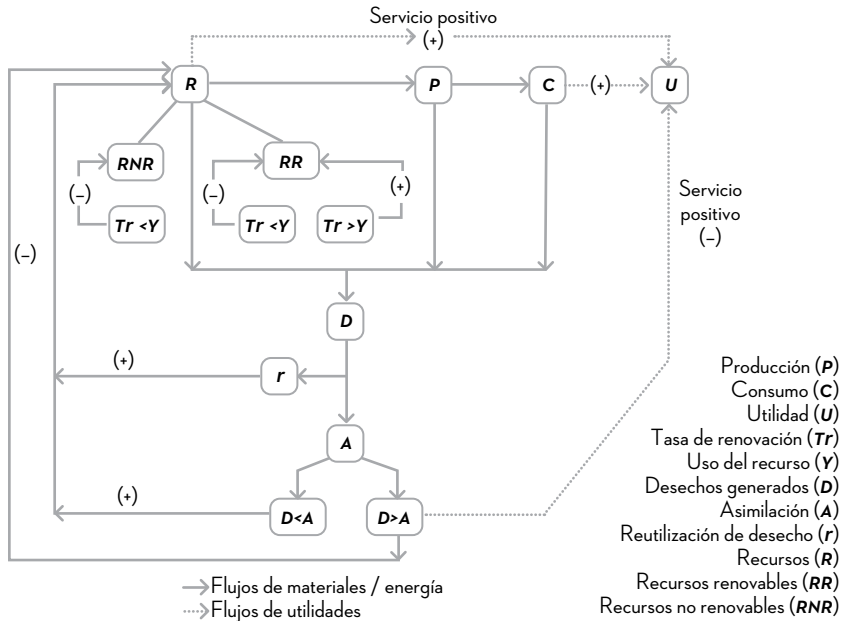 Servicio positivo
(+)
R
P
C
(+)
U
RNR
RR
(–)
(–)
(+)
Tr <Y
Tr <Y
Tr >Y
Servicio
positivo
(–)
(–)
D
(+)
r
A
(+)
D<A
D>A
Producción (P)
Consumo (C)
Utilidad (U)
Tasa de renovación (Tr)
Uso del recurso (Y)
Desechos generados (D)
Asimilación (A)
Reutilización de desecho (r)
Recursos (R)
Recursos renovables (RR)
Recursos no renovables (RNR)
Flujos de materiales / energía
Flujos de utilidades